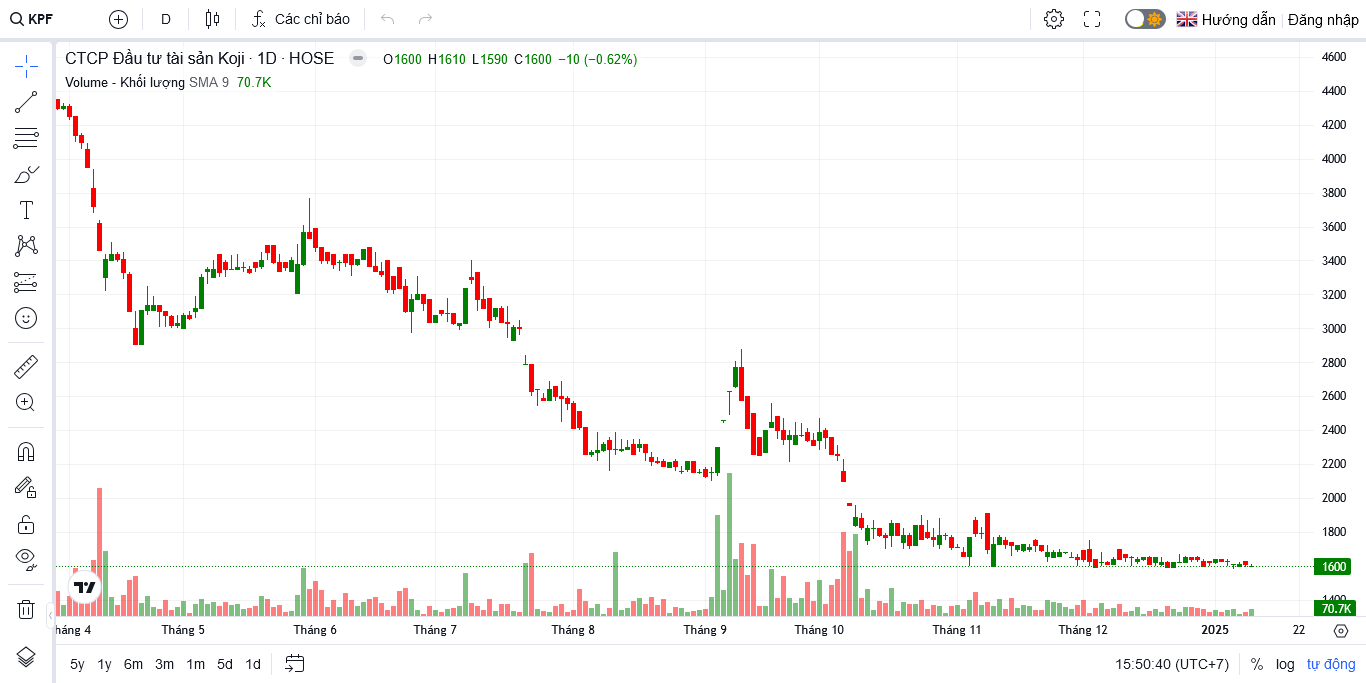 KPF D Các chỉ báo Hướng dẫn Đăng nhập
CTCP Đầu tư tài sản Koji · 1D · HOSE O1600 H1610 L1590 C1600 −10 (−0.62%)
Volume - Khối lượng SMA 9 70.7K
4600
4400
4200
4000
3800
3600
3400
3200
3000
2800
2600
2400
2200
2000
1800
1600
1400
70.7K
háng 4 Tháng 5 Tháng 6 Tháng 7 Tháng 8 Tháng 9 Tháng 10 Tháng 11 Tháng 12 2025 22
5y 1y 6m 3m 1m 5d 1d 15:50:40 (UTC+7) % log tự động